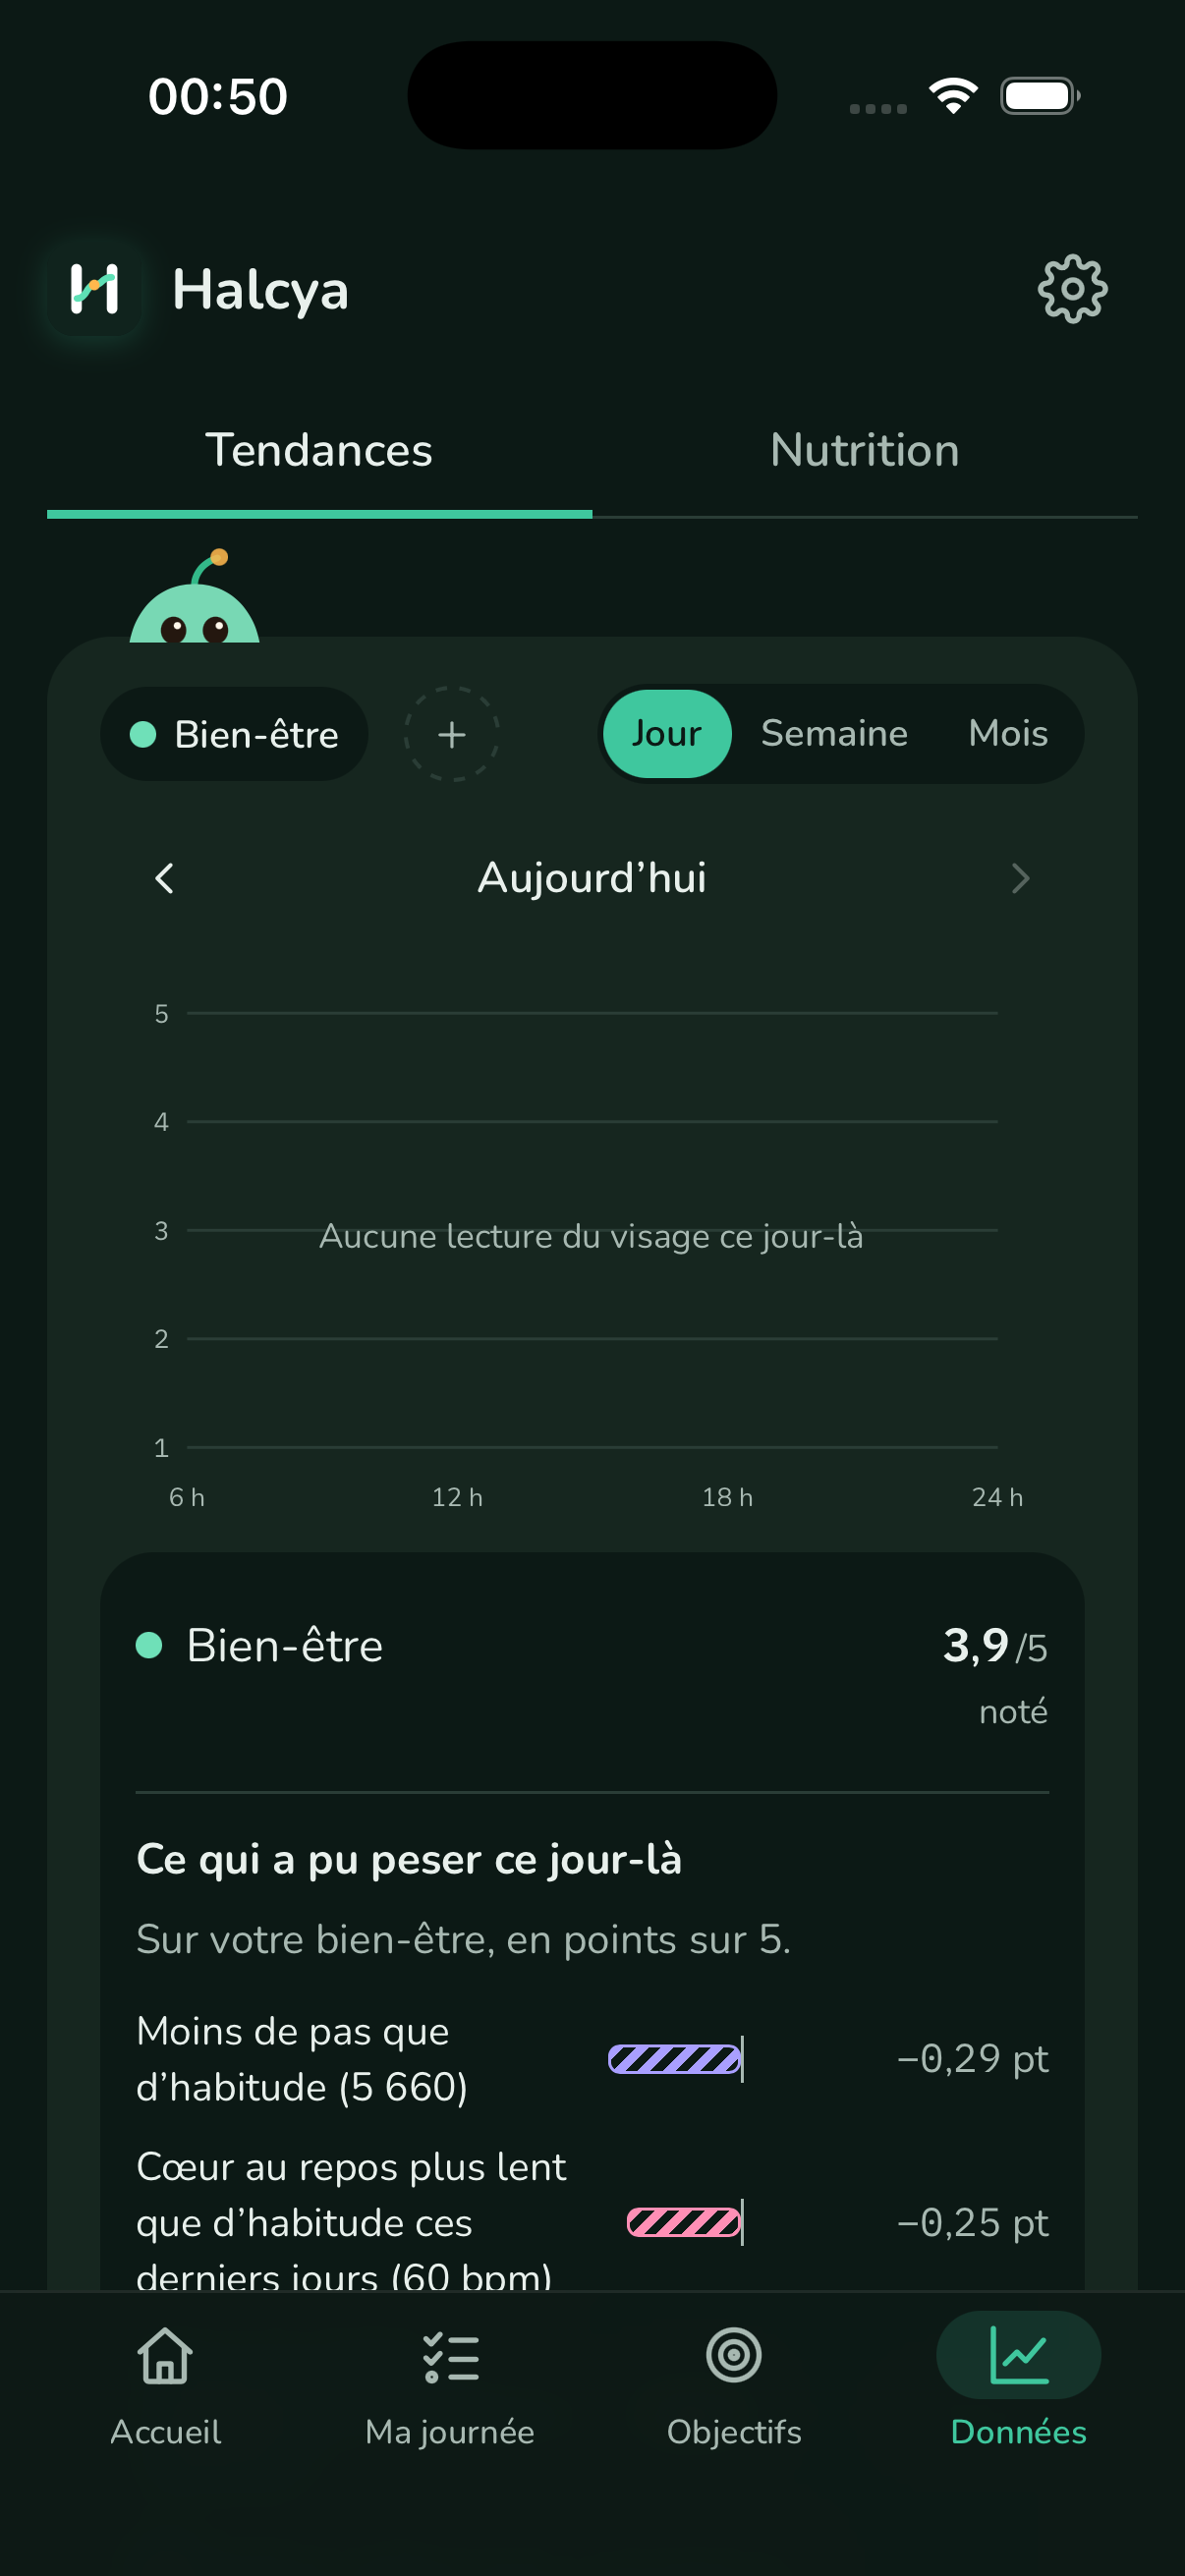 00:50
Halcya
Tendances
Nutrition
Bien-être
+
Jour
Semaine
Mois
Aujourd’hui
5
4
3
Aucune lecture du visage ce jour-là
2
1
6 h
12 h
18 h
24 h
Bien-être
3,9 /5
noté
Ce qui a pu peser ce jour-là
Sur votre bien-être, en points sur 5.
Moins de pas que
d’habitude (5 660)
−0,29 pt
Cœur au repos plus lent
que d’habitude ces
derniers jours (60 bpm)
−0,25 pt
Accueil
Ma journée
Objectifs
Données